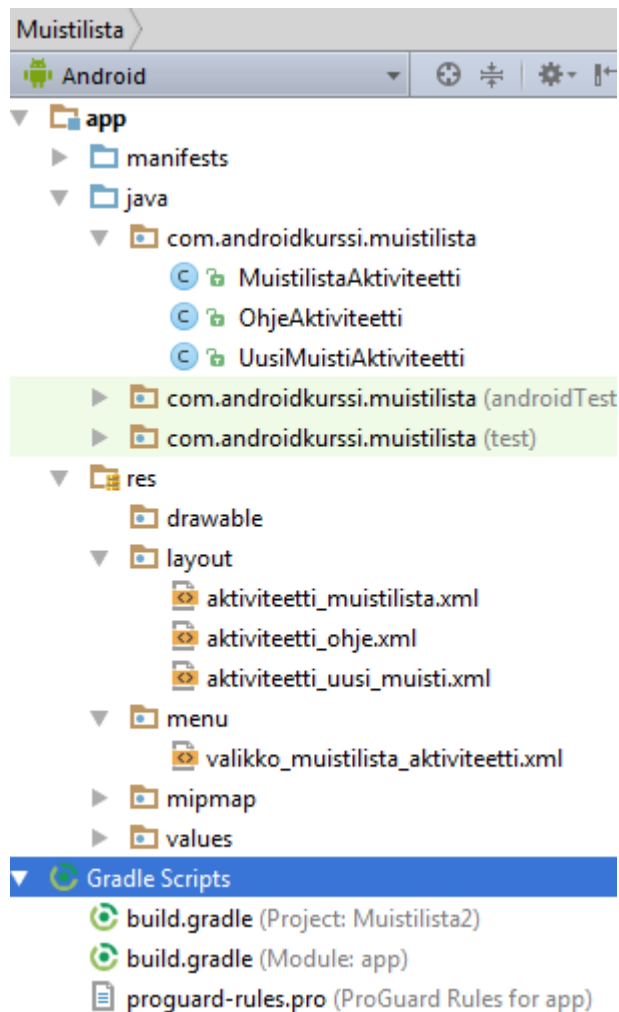 Muistilista
Android
app
manifests
java
com.androidkurssi.muistilista
MuistilistaAktiviteetti
OhjeAktiviteetti
UusiMuistiAktiviteetti
com.androidkurssi.muistilista (androidTest
com.androidkurssi.muistilista (test)
res
drawable
layout
aktiviteetti_muistilista.xml
aktiviteetti_ohje.xml
aktiviteetti_uusi_muisti.xml
menu
valikko_muistilista_aktiviteetti.xml
mipmap
values
Gradle Scripts
build.gradle (Project: Muistilista2)
build.gradle (Module: app)
proguard-rules.pro (ProGuard Rules for app)